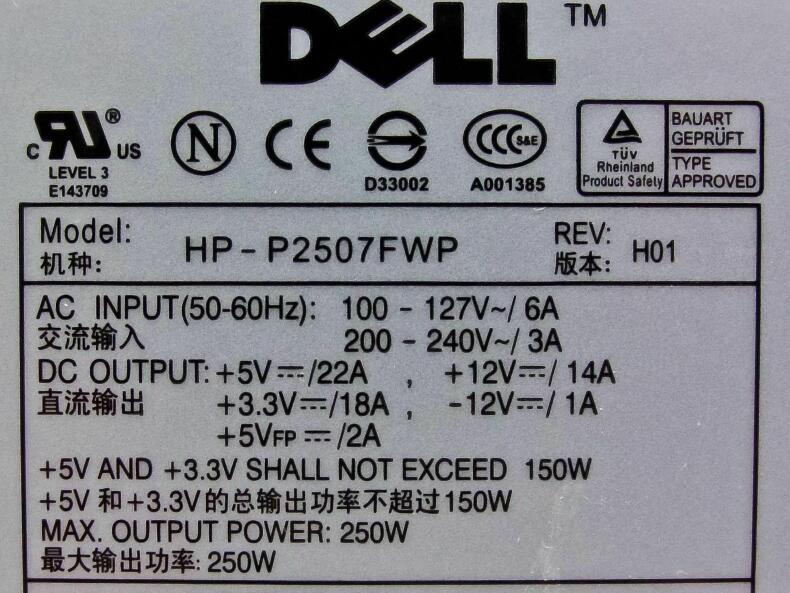 DELL™
C RU® US
LEVEL 3
E143709
N
CE
D33002
CCC S&E
A001385
TÜV
Rheinland
Product Safety
BAUART
GEPRÜFT
TYPE
APPROVED
Model: HP-P2507FWP REV: H01
机种: 版本:
AC INPUT(50-60Hz): 100 - 127V~/ 6A
交流输入 200 - 240V~/ 3A
DC OUTPUT: +5V⎓/22A , +12V⎓/ 14A
直流输出 +3.3V⎓/18A , -12V⎓/ 1A
+5VFP ⎓/2A
+5V AND +3.3V SHALL NOT EXCEED 150W
+5V 和+3.3V的总输出功率不超过150W
MAX. OUTPUT POWER: 250W
最大输出功率: 250W